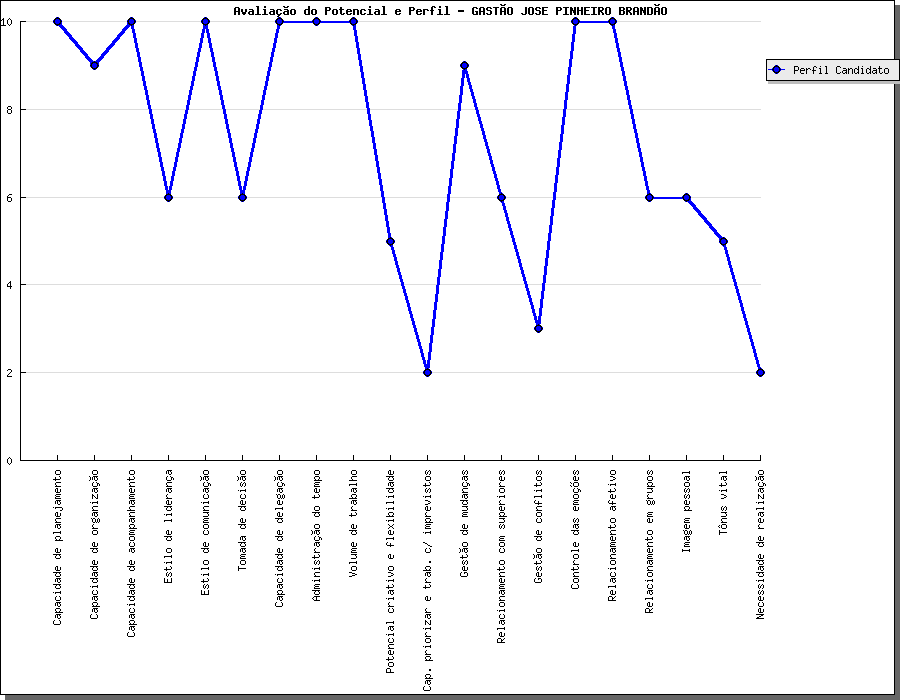 Avaliação do Potencial e Perfil - GASTÃO JOSE PINHEIRO BRANDÃO
10
8
6
4
2
0
Perfil Candidato
Capacidade de planejamento
Capacidade de organização
Capacidade de acompanhamento
Estilo de liderança
Estilo de comunicação
Tomada de decisão
Capacidade de delegação
Administração do tempo
Volume de trabalho
Potencial criativo e flexibilidade
Cap. priorizar e trab. c/ imprevistos
Gestão de mudanças
Relacionamento com superiores
Gestão de conflitos
Controle das emoções
Relacionamento afetivo
Relacionamento em grupos
Imagem pessoal
Tônus vital
Necessidade de realização